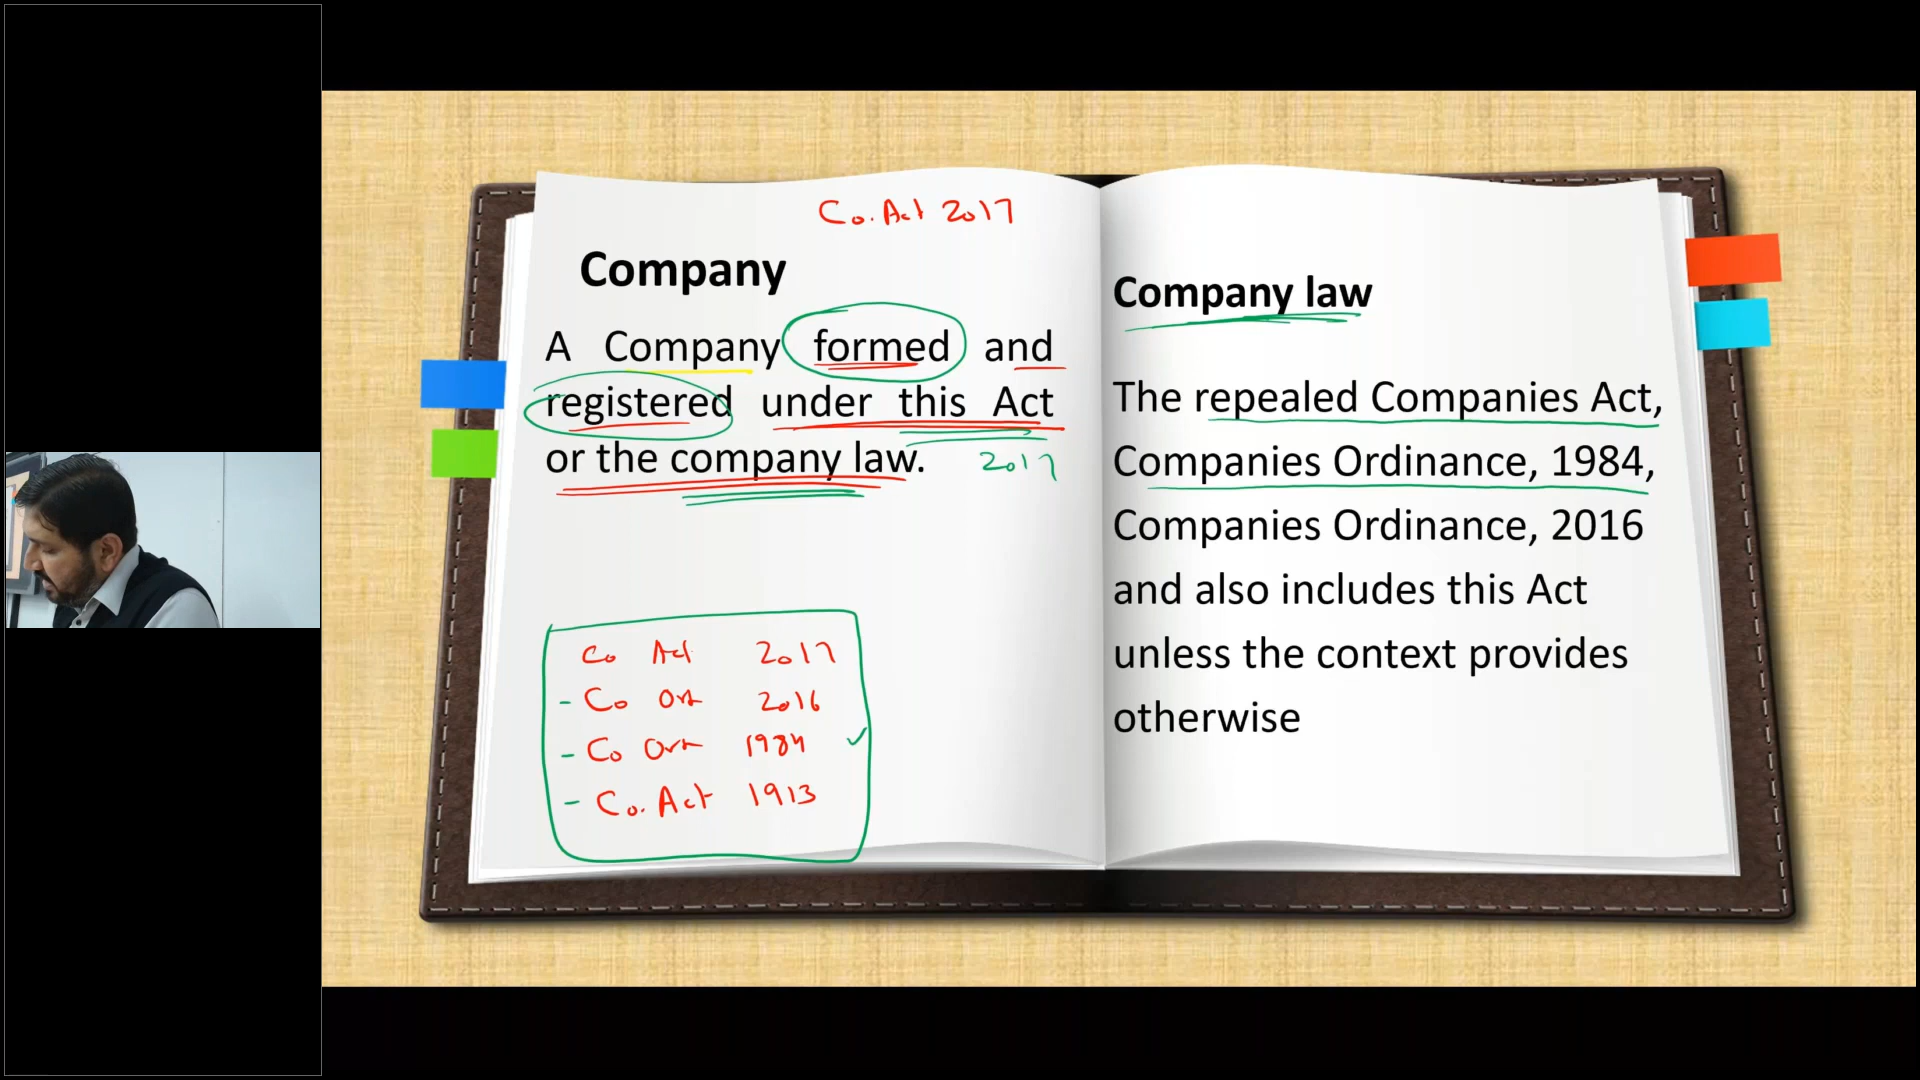 Co. Act 2017
Company
A Company formed and
registered under this Act
or the company law.
2017
Co Act 2017
- Co Ord 2016
- Co Ord 1984
- Co. Act 1913
Company law
The repealed Companies Act,
Companies Ordinance, 1984,
Companies Ordinance, 2016
and also includes this Act
unless the context provides
otherwise